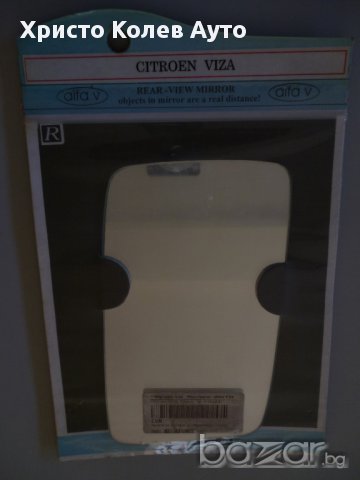 Христо Колев Ауто
CITROEN VIZA
alfa v
REAR-VIEW MIRROR
objects in mirror are a real distance!
alfa v
R
bazar.bg